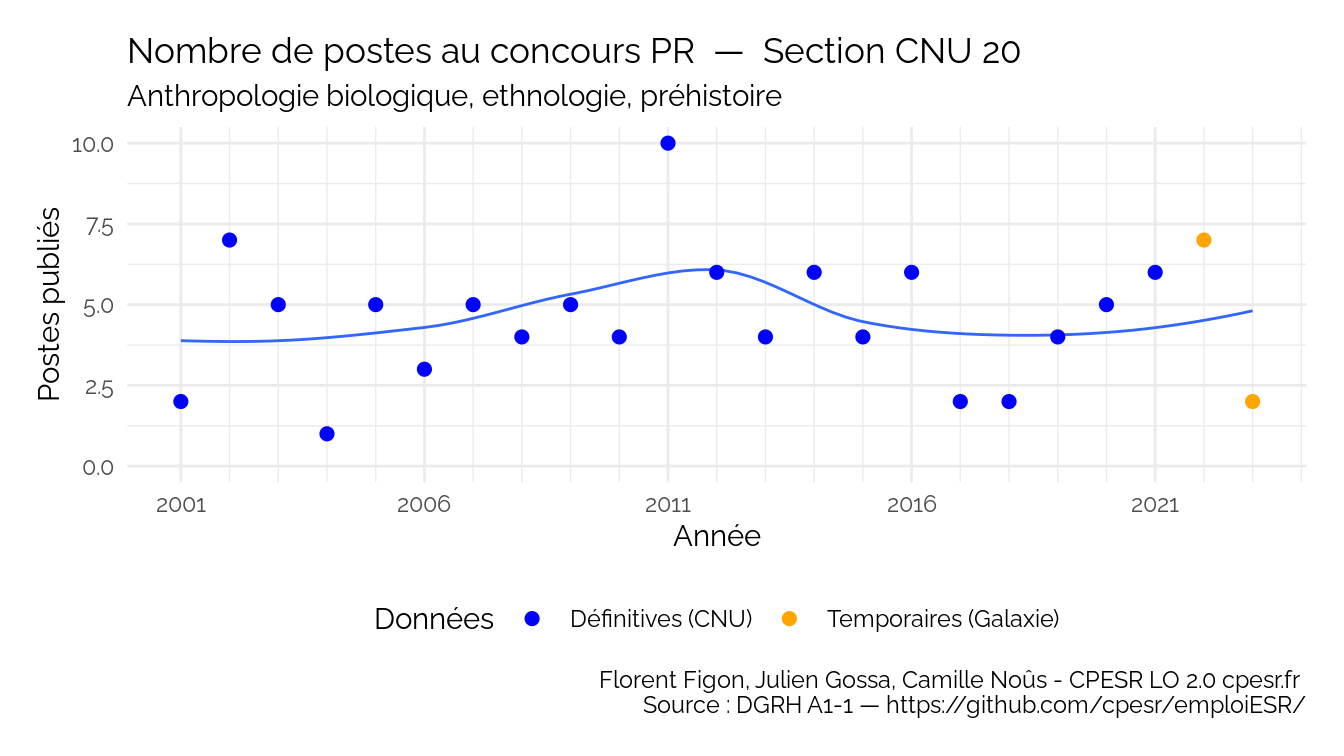 Nombre de postes au concours PR — Section CNU 20
Anthropologie biologique, ethnologie, préhistoire
Postes publiés
10.0
7.5
5.0
2.5
0.0
2001 2006 2011 2016 2021
Année
Données Définitives (CNU) Temporaires (Galaxie)
Florent Figon, Julien Gossa, Camille Noûs - CPESR LO 2.0 cpesr.fr
Source : DGRH A1-1 — https://github.com/cpesr/emploiESR/